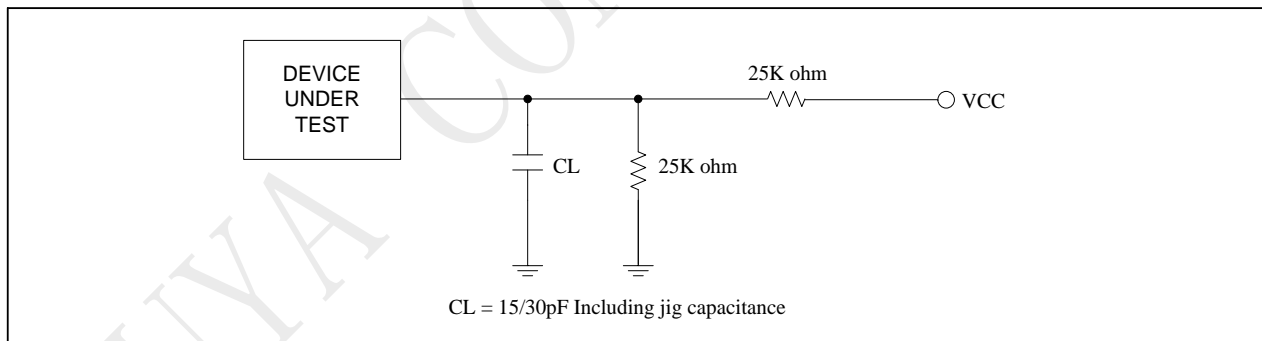 DEVICE
UNDER
TEST
25K ohm
VCC
CL
25K ohm
CL = 15/30pF Including jig capacitance